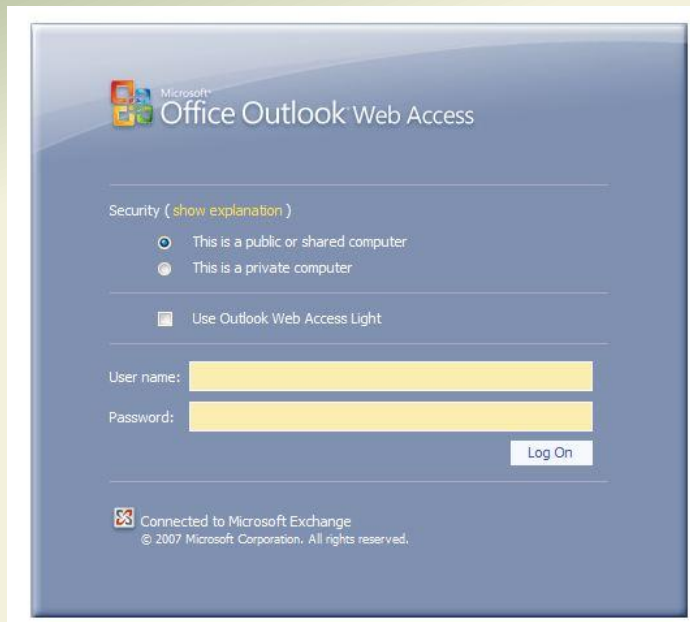 Microsoft®
Office Outlook® Web Access
Security ( show explanation )
This is a public or shared computer
This is a private computer
Use Outlook Web Access Light
User name:
Password:
Log On
Connected to Microsoft Exchange
© 2007 Microsoft Corporation. All rights reserved.